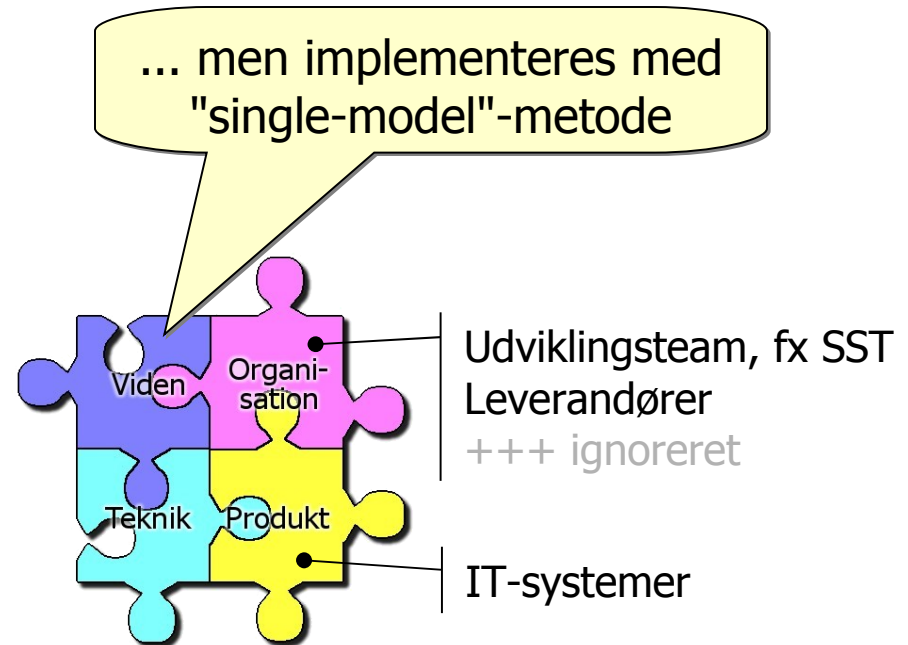 ... men implementeres med
"single-model"-metode
Viden
Organi-
sation
Teknik
Produkt
Udviklingsteam, fx SST
Leverandører
+++ ignoreret
IT-systemer